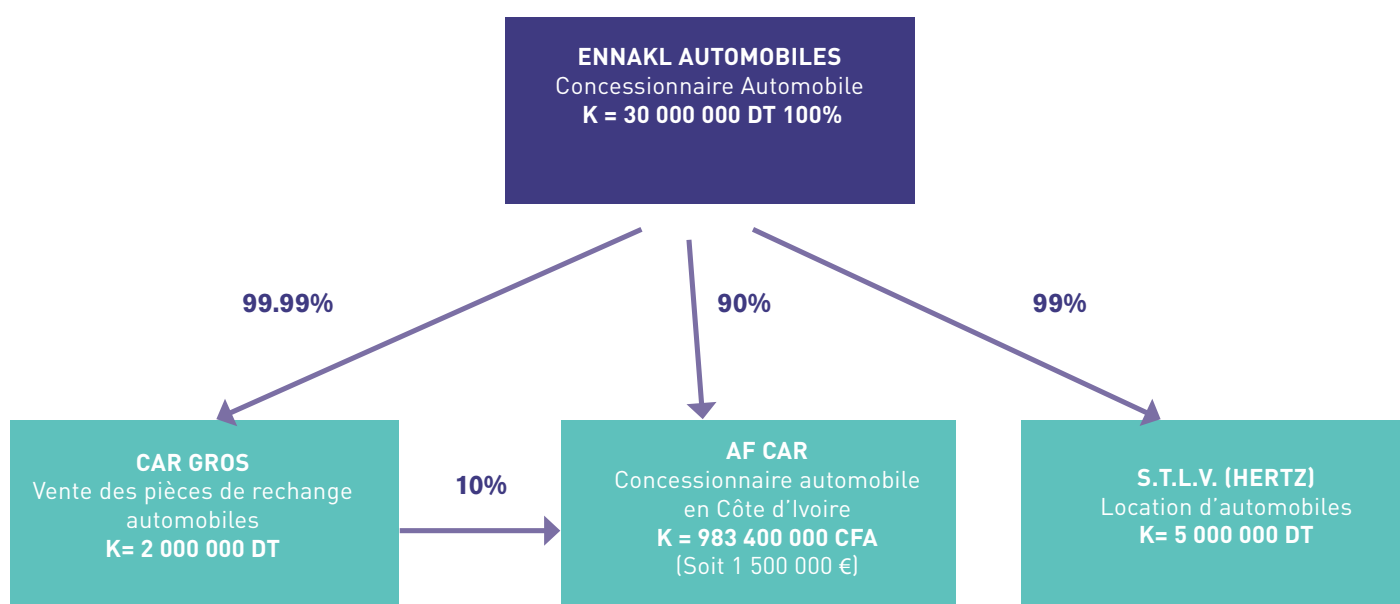 ENNAKL AUTOMOBILES
Concessionnaire Automobile
K = 30 000 000 DT 100%
99.99%
90%
99%
CAR GROS
Vente des pièces de rechange
automobiles
K= 2 000 000 DT
10%
AF CAR
Concessionnaire automobile
en Côte d’Ivoire
K = 983 400 000 CFA
(Soit 1 500 000 €)
S.T.L.V. (HERTZ)
Location d’automobiles
K= 5 000 000 DT